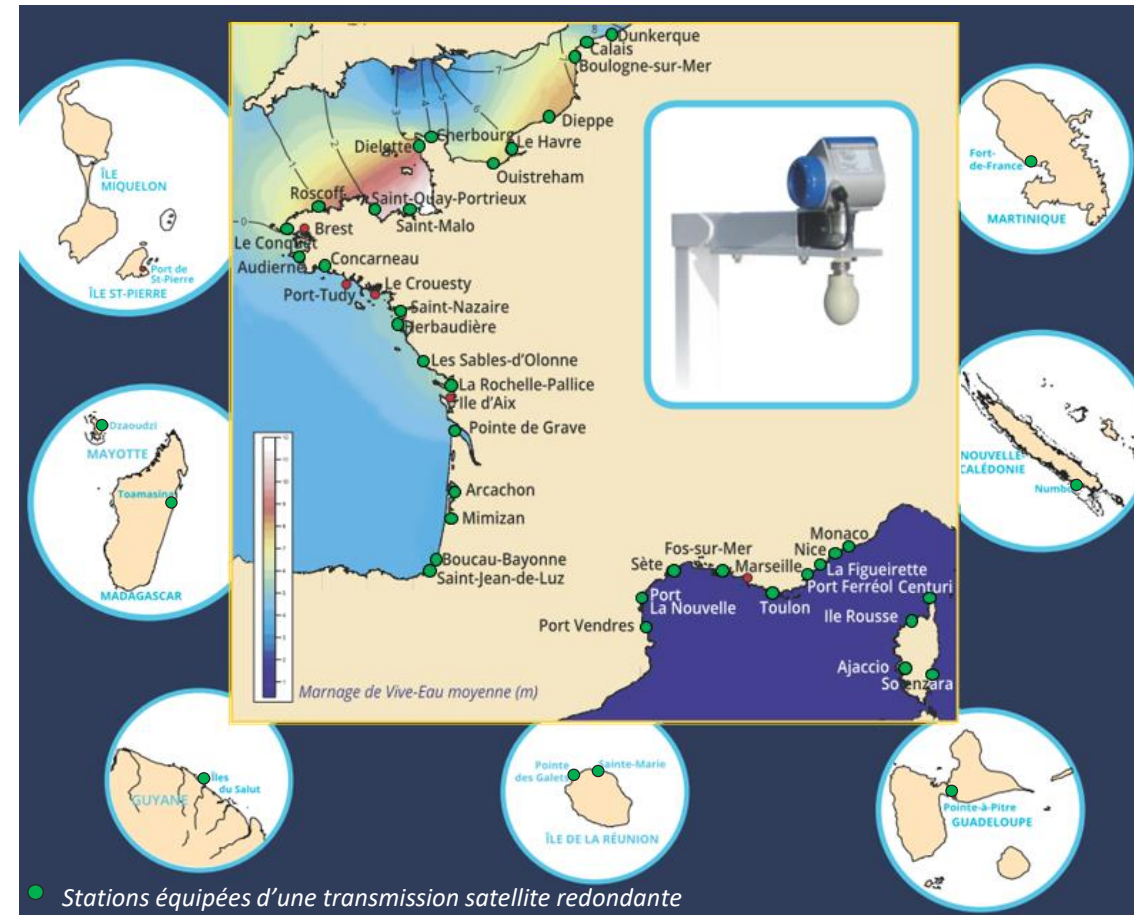 Dunkerque
Calais
Boulogne-sur-Mer
Dieppe
Cherbourg
Dielette
Le Havre
Ouistreham
Roscoff
Saint-Quay-Portrieux
Saint-Malo
Brest
Le Conquet
Audierne
Concarneau
Port-Tudy
Le Crouesty
Saint-Nazaire
Herbaudière
Les Sables-d'Olonne
La Rochelle-Pallice
Ile d'Aix
Pointe de Grave
Arcachon
Mimizan
Boucau-Bayonne
Saint-Jean-de-Luz
Monaco
Nice
Fos-sur-Mer
Marseille
Sète
La Figueirette
Port Ferréol
Centuri
Port
La Nouvelle
Toulon
Ile Rousse
Port Vendres
Ajaccio
Solenzara
Marnage de Vive-Eau moyenne (m)
ÎLE
MIQUELON
Port de
St-Pierre
ÎLE ST-PIERRE
Dzaoudzi
MAYOTTE
Toamasina
MADAGASCAR
Îles
du Salut
GUYANE
Pointe
des Galets
Sainte-Marie
ÎLE DE LA RÉUNION
Pointe-à-Pitre
GUADELOUPE
Fort-
de-France
MARTINIQUE
NOUVELLE-
CALÉDONIE
Numbo
Stations équipées d'une transmission satellite redondante